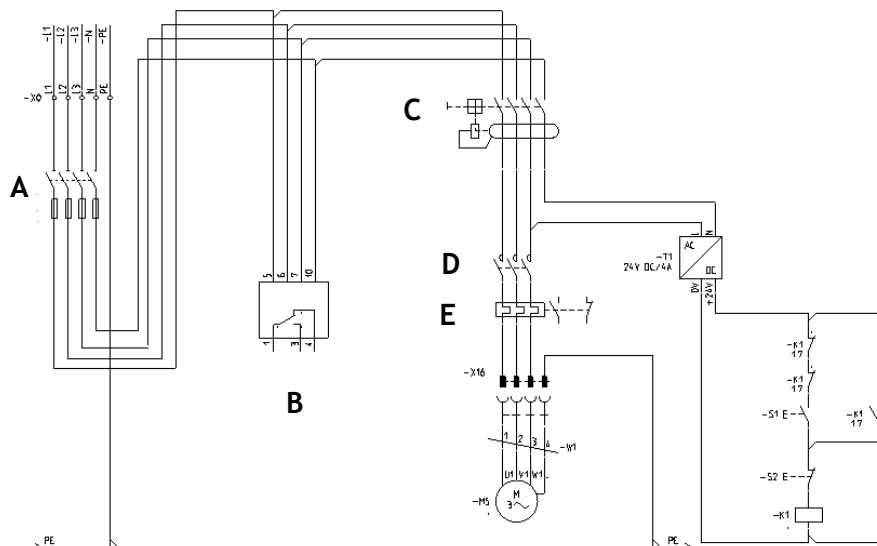 -L1 -L2 -L3 -N -PE
-X0 L1 L2 L3 N PE
A
5 6 7 10
1 3 4
B
C
D
E
-T1
24V DC/4A
AC
DC
L N
0V +24V
-X16
1 2 3 4 -W1
U1 V1 W1
-M5
M
3
-K1
17
-K1
17
-S1 E
-K1
17
-S2 E
-K1
PE
PE